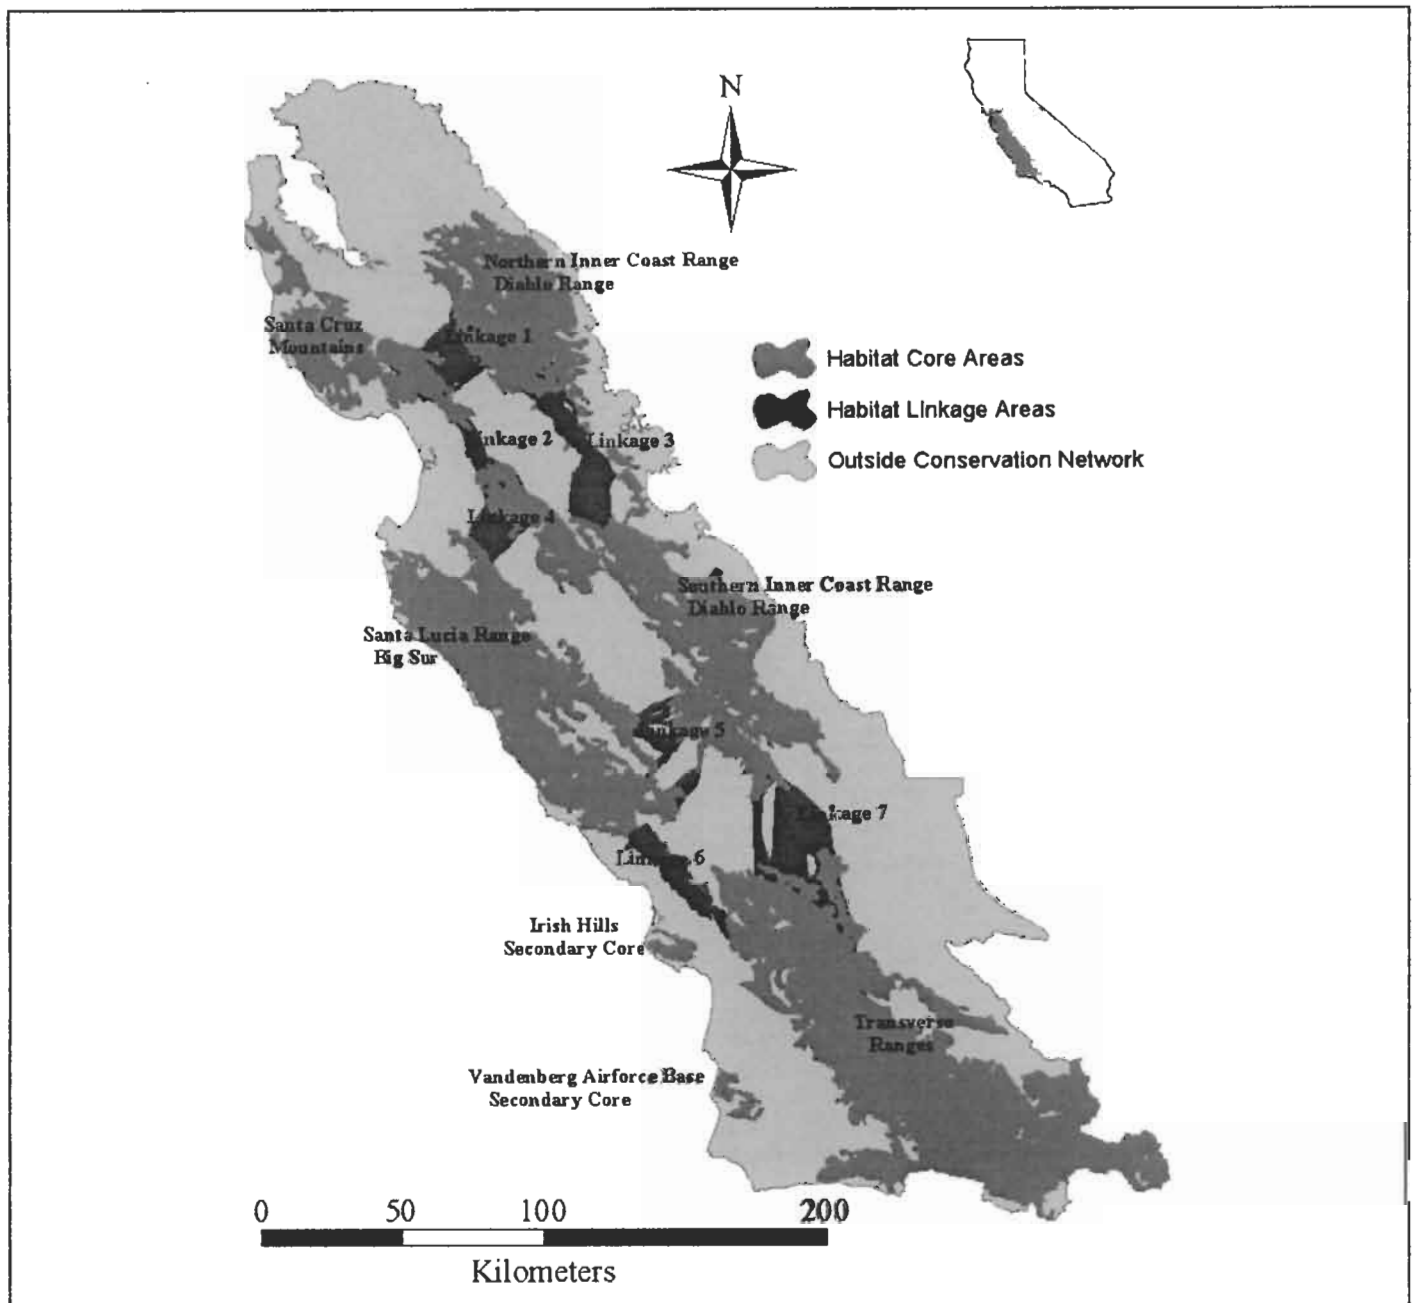 N
Northern Inner Coast Range
Diablo Range
Santa Cruz
Mountains
Linkage 1
Habitat Core Areas
Habitat Linkage Areas
Outside Conservation Network
Linkage 2
Linkage 3
Linkage 4
Southern Inner Coast Range
Diablo Range
Santa Lucia Range
Big Sur
Linkage 5
Linkage 7
Linkage 6
Irish Hills
Secondary Core
Transverse
Ranges
Vandenberg Airforce Base
Secondary Core
0 50 100 200
Kilometers